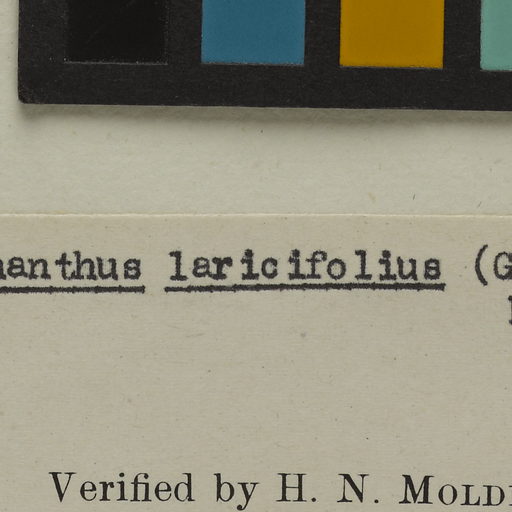 anthus laricifolius (G
Verified by H. N. MOLD